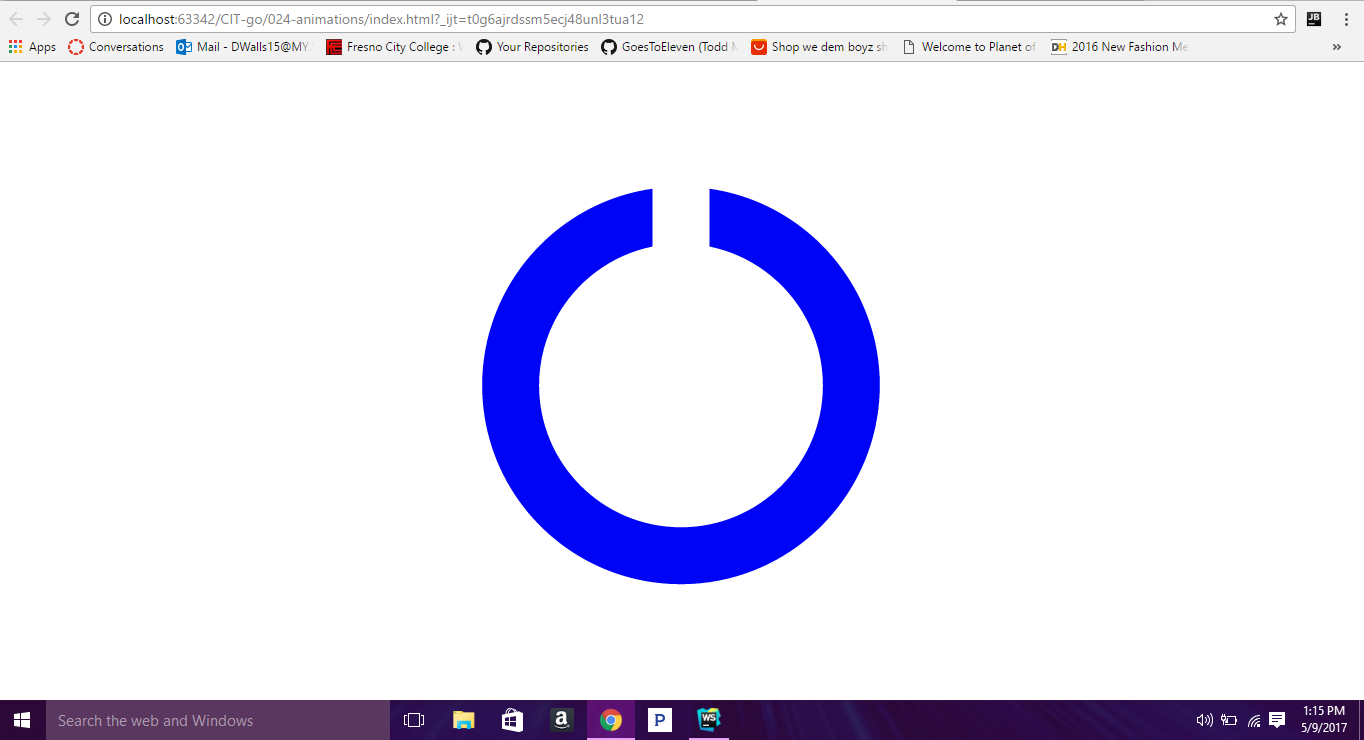 localhost:63342/CIT-go/024-animations/index.html?_ijt=t0g6ajrdssm5ecj48unl3tua12
JB
Apps Conversations Mail - DWalls15@MY. Fresno City College : Your Repositories GoesToEleven (Todd Shop we dem boyz sh Welcome to Planet of DH 2016 New Fashion Me »
Search the web and Windows
a
P
WS
1:15 PM
5/9/2017